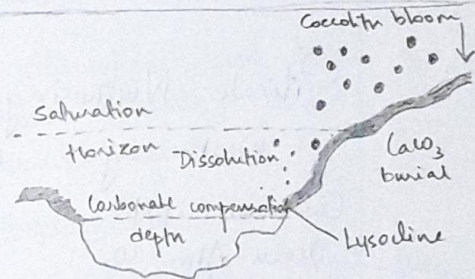 Coccolith bloom
Saturation
Horizon
Dissolution
CaCO3
burial
Carbonate compensation
depth
Lysocline